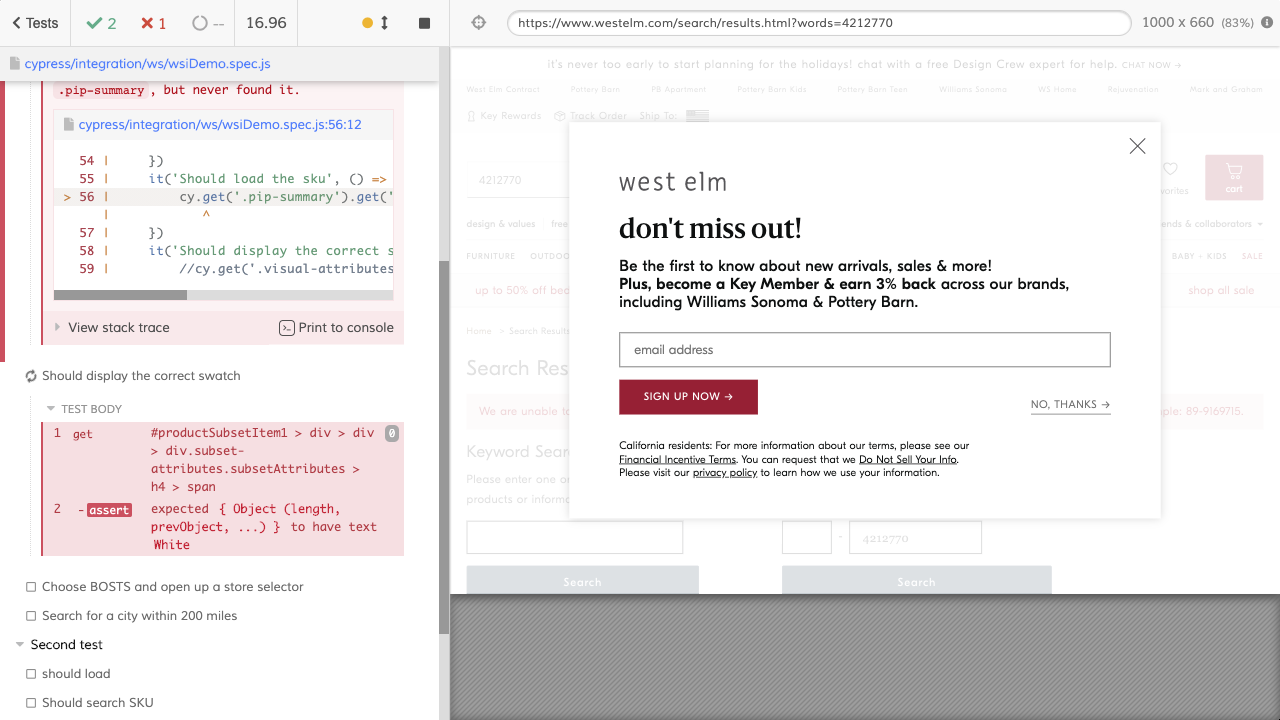 Tests
2
1
--
16.96
https://www.westelm.com/search/results.html?words=4212770
1000 x 660 (83%)
cypress/integration/ws/wsiDemo.spec.js
.pip-summary , but never found it.
cypress/integration/ws/wsiDemo.spec.js:56:12
54 | })
55 | it('Should load the sku', () =>
> 56 | cy.get('.pip-summary').get('
| ^
57 | })
58 | it('Should display the correct s
59 | //cy.get('.visual-attributes
View stack trace
Print to console
Should display the correct swatch
TEST BODY
1 get #productSubsetItem1 > div > div
> div.subset-
attributes.subsetAttributes >
h4 > span
0
2 -assert expected { Object (length,
prevObject, ...) } to have text
White
Choose BOSTS and open up a store selector
Search for a city within 200 miles
Second test
should load
Should search SKU
it's never too early to start planning for the holidays! chat with a free Design Crew expert for help. CHAT NOW →
West Elm Contract Pottery Barn PB Apartment Pottery Barn Kids Pottery Barn Teen Williams Sonoma WS Home Rejuvenation Mark and Graham
Key Rewards Track Order Ship To:
4212770
vorites
cart
design & values free
ends & collaborators
FURNITURE OUTDOO
BABY + KIDS SALE
up to 50% off bed
shop all sale
Home > Search Results
Search Res
We are unable to
ple: 89-9169715.
Keyword Sear
Please enter one or
products or informa
4212770
Search
Search
west elm
don't miss out!
Be the first to know about new arrivals, sales & more!
Plus, become a Key Member & earn 3% back across our brands,
including Williams Sonoma & Pottery Barn.
email address
SIGN UP NOW →
NO, THANKS →
California residents: For more information about our terms, please see our
Financial Incentive Terms. You can request that we Do Not Sell Your Info.
Please visit our privacy policy to learn how we use your information.